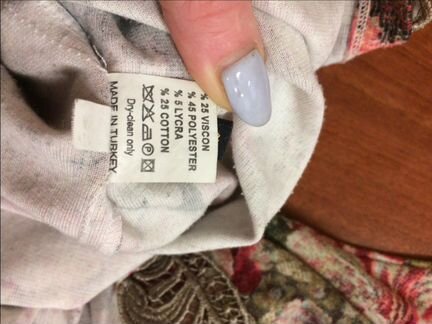 % 25 VISCON
% 45 POLYESTER
% 5 LYCRA
% 25 COTTON
Dry-clean only
MADE IN TURKEY